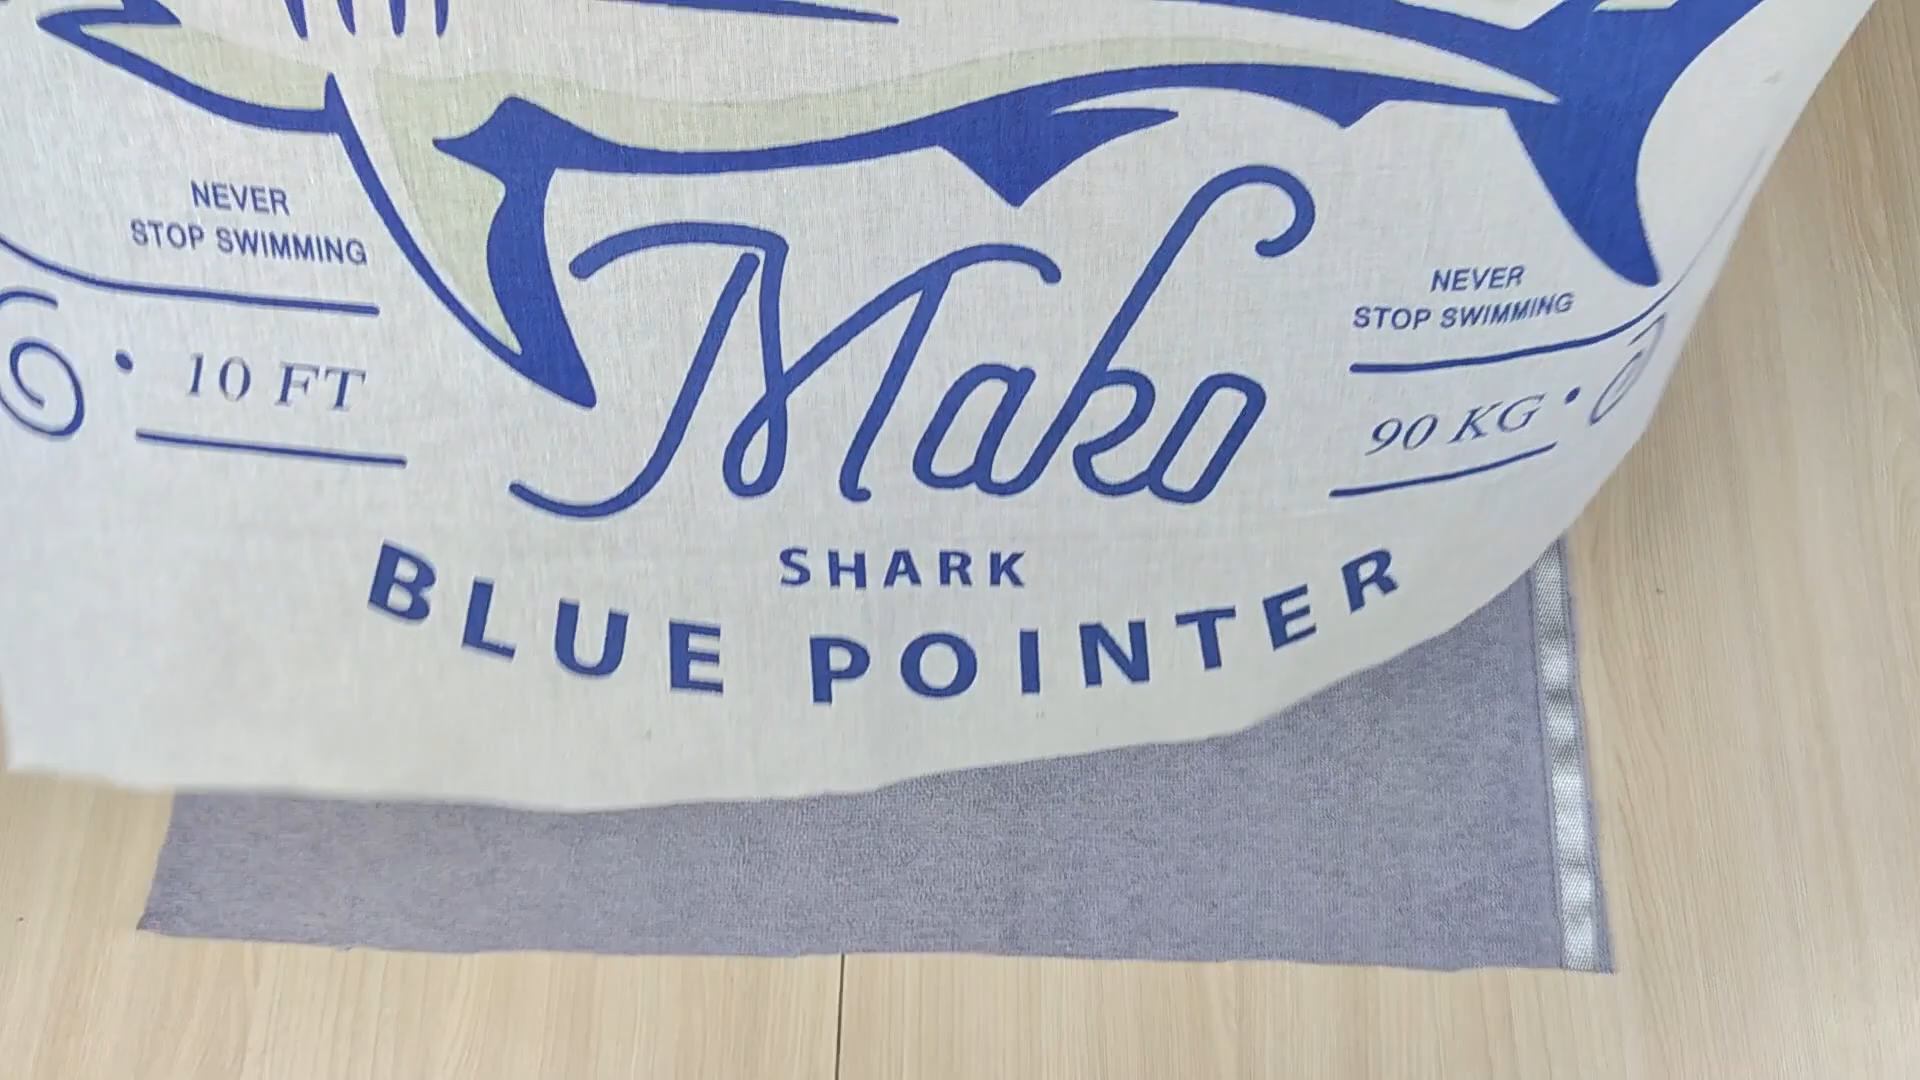 NEVER
STOP SWIMMING
10 FT
Mako
NEVER
STOP SWIMMING
90 KG
SHARK
BLUE POINTER